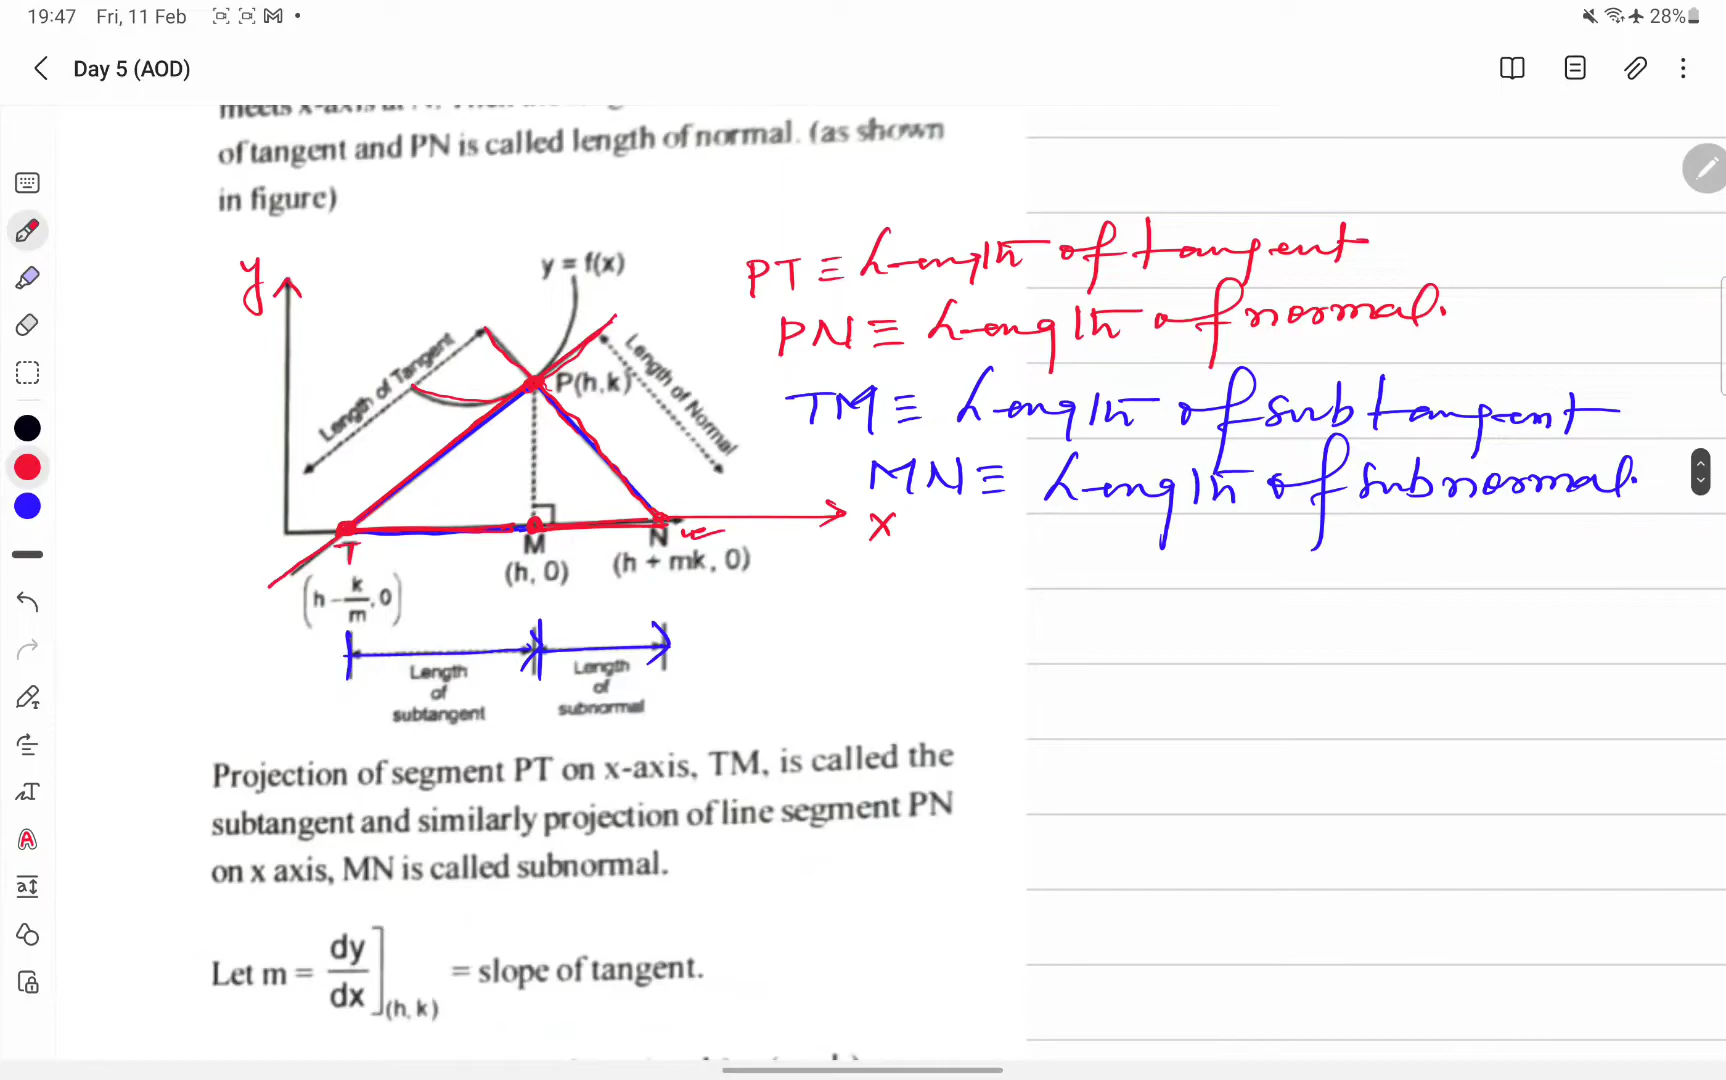 19:47 Fri, 11 Feb
28%
Day 5 (AOD)
meets x-axis at N.
of tangent and PN is called length of normal. (as shown
in figure)
y
y = f(x)
Length of Tangent
P(h,k)
Length of Normal
T
M
N
X
(h - k/m, 0)
(h, 0)
(h + mk, 0)
Length
of
subtangent
Length
of
subnormal
PT ≡ Length of tangent
PN ≡ Length of normal.
TM ≡ Length of subtangent
MN ≡ Length of subnormal.
Projection of segment PT on x-axis, TM, is called the
subtangent and similarly projection of line segment PN
on x axis, MN is called subnormal.
Let m = dy/dx](h, k) = slope of tangent.